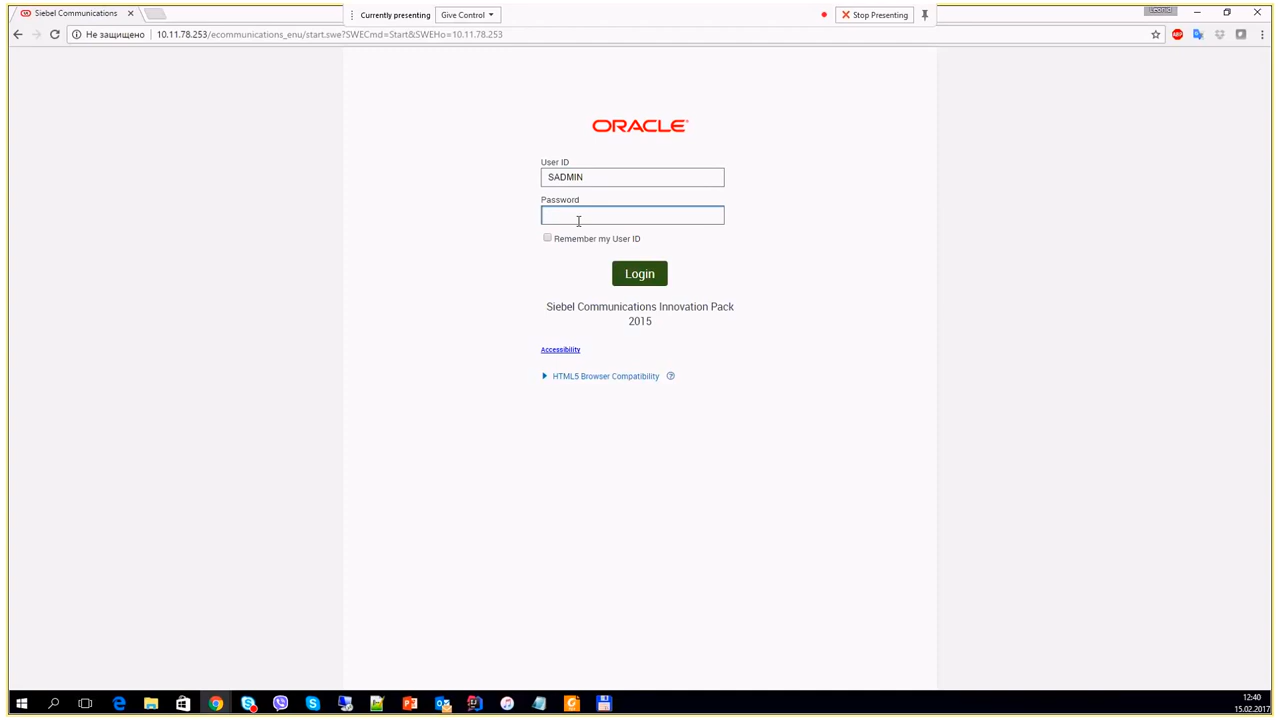 Siebel Communications
Currently presenting
Give Control
Stop Presenting
Leonid
Не защищено
10.11.78.253/ecommunications_enu/start.swe?SWECmd=Start&SWEHo=10.11.78.253
ABP
ORACLE
User ID
SADMIN
Password
Remember my User ID
Login
Siebel Communications Innovation Pack
2015
Accessibility
HTML5 Browser Compatibility ?
12:40
15.02.2017